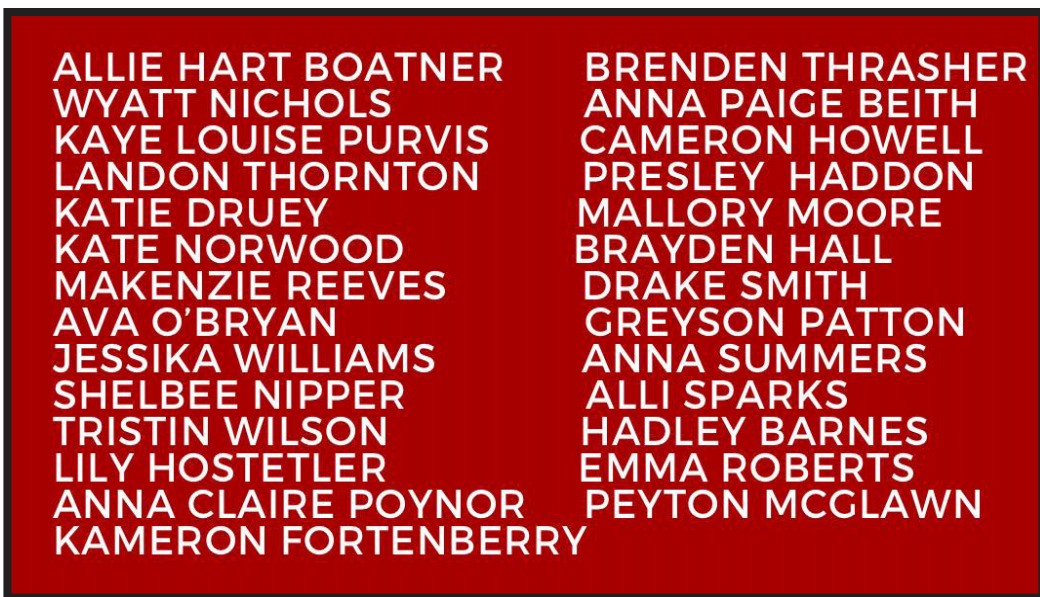 ALLIE HART BOATNER
WYATT NICHOLS
KAYE LOUISE PURVIS
LANDON THORNTON
KATIE DRUEY
KATE NORWOOD
MAKENZIE REEVES
AVA O’BRYAN
JESSIKA WILLIAMS
SHELBEE NIPPER
TRISTIN WILSON
LILY HOSTETLER
ANNA CLAIRE POYNOR
KAMERON FORTENBERRY
BRENDEN THRASHER
ANNA PAIGE BEITH
CAMERON HOWELL
PRESLEY  HADDON
MALLORY MOORE
BRAYDEN HALL
DRAKE SMITH
GREYSON PATTON
ANNA SUMMERS
ALLI SPARKS
HADLEY BARNES
EMMA ROBERTS
PEYTON MCGLAWN